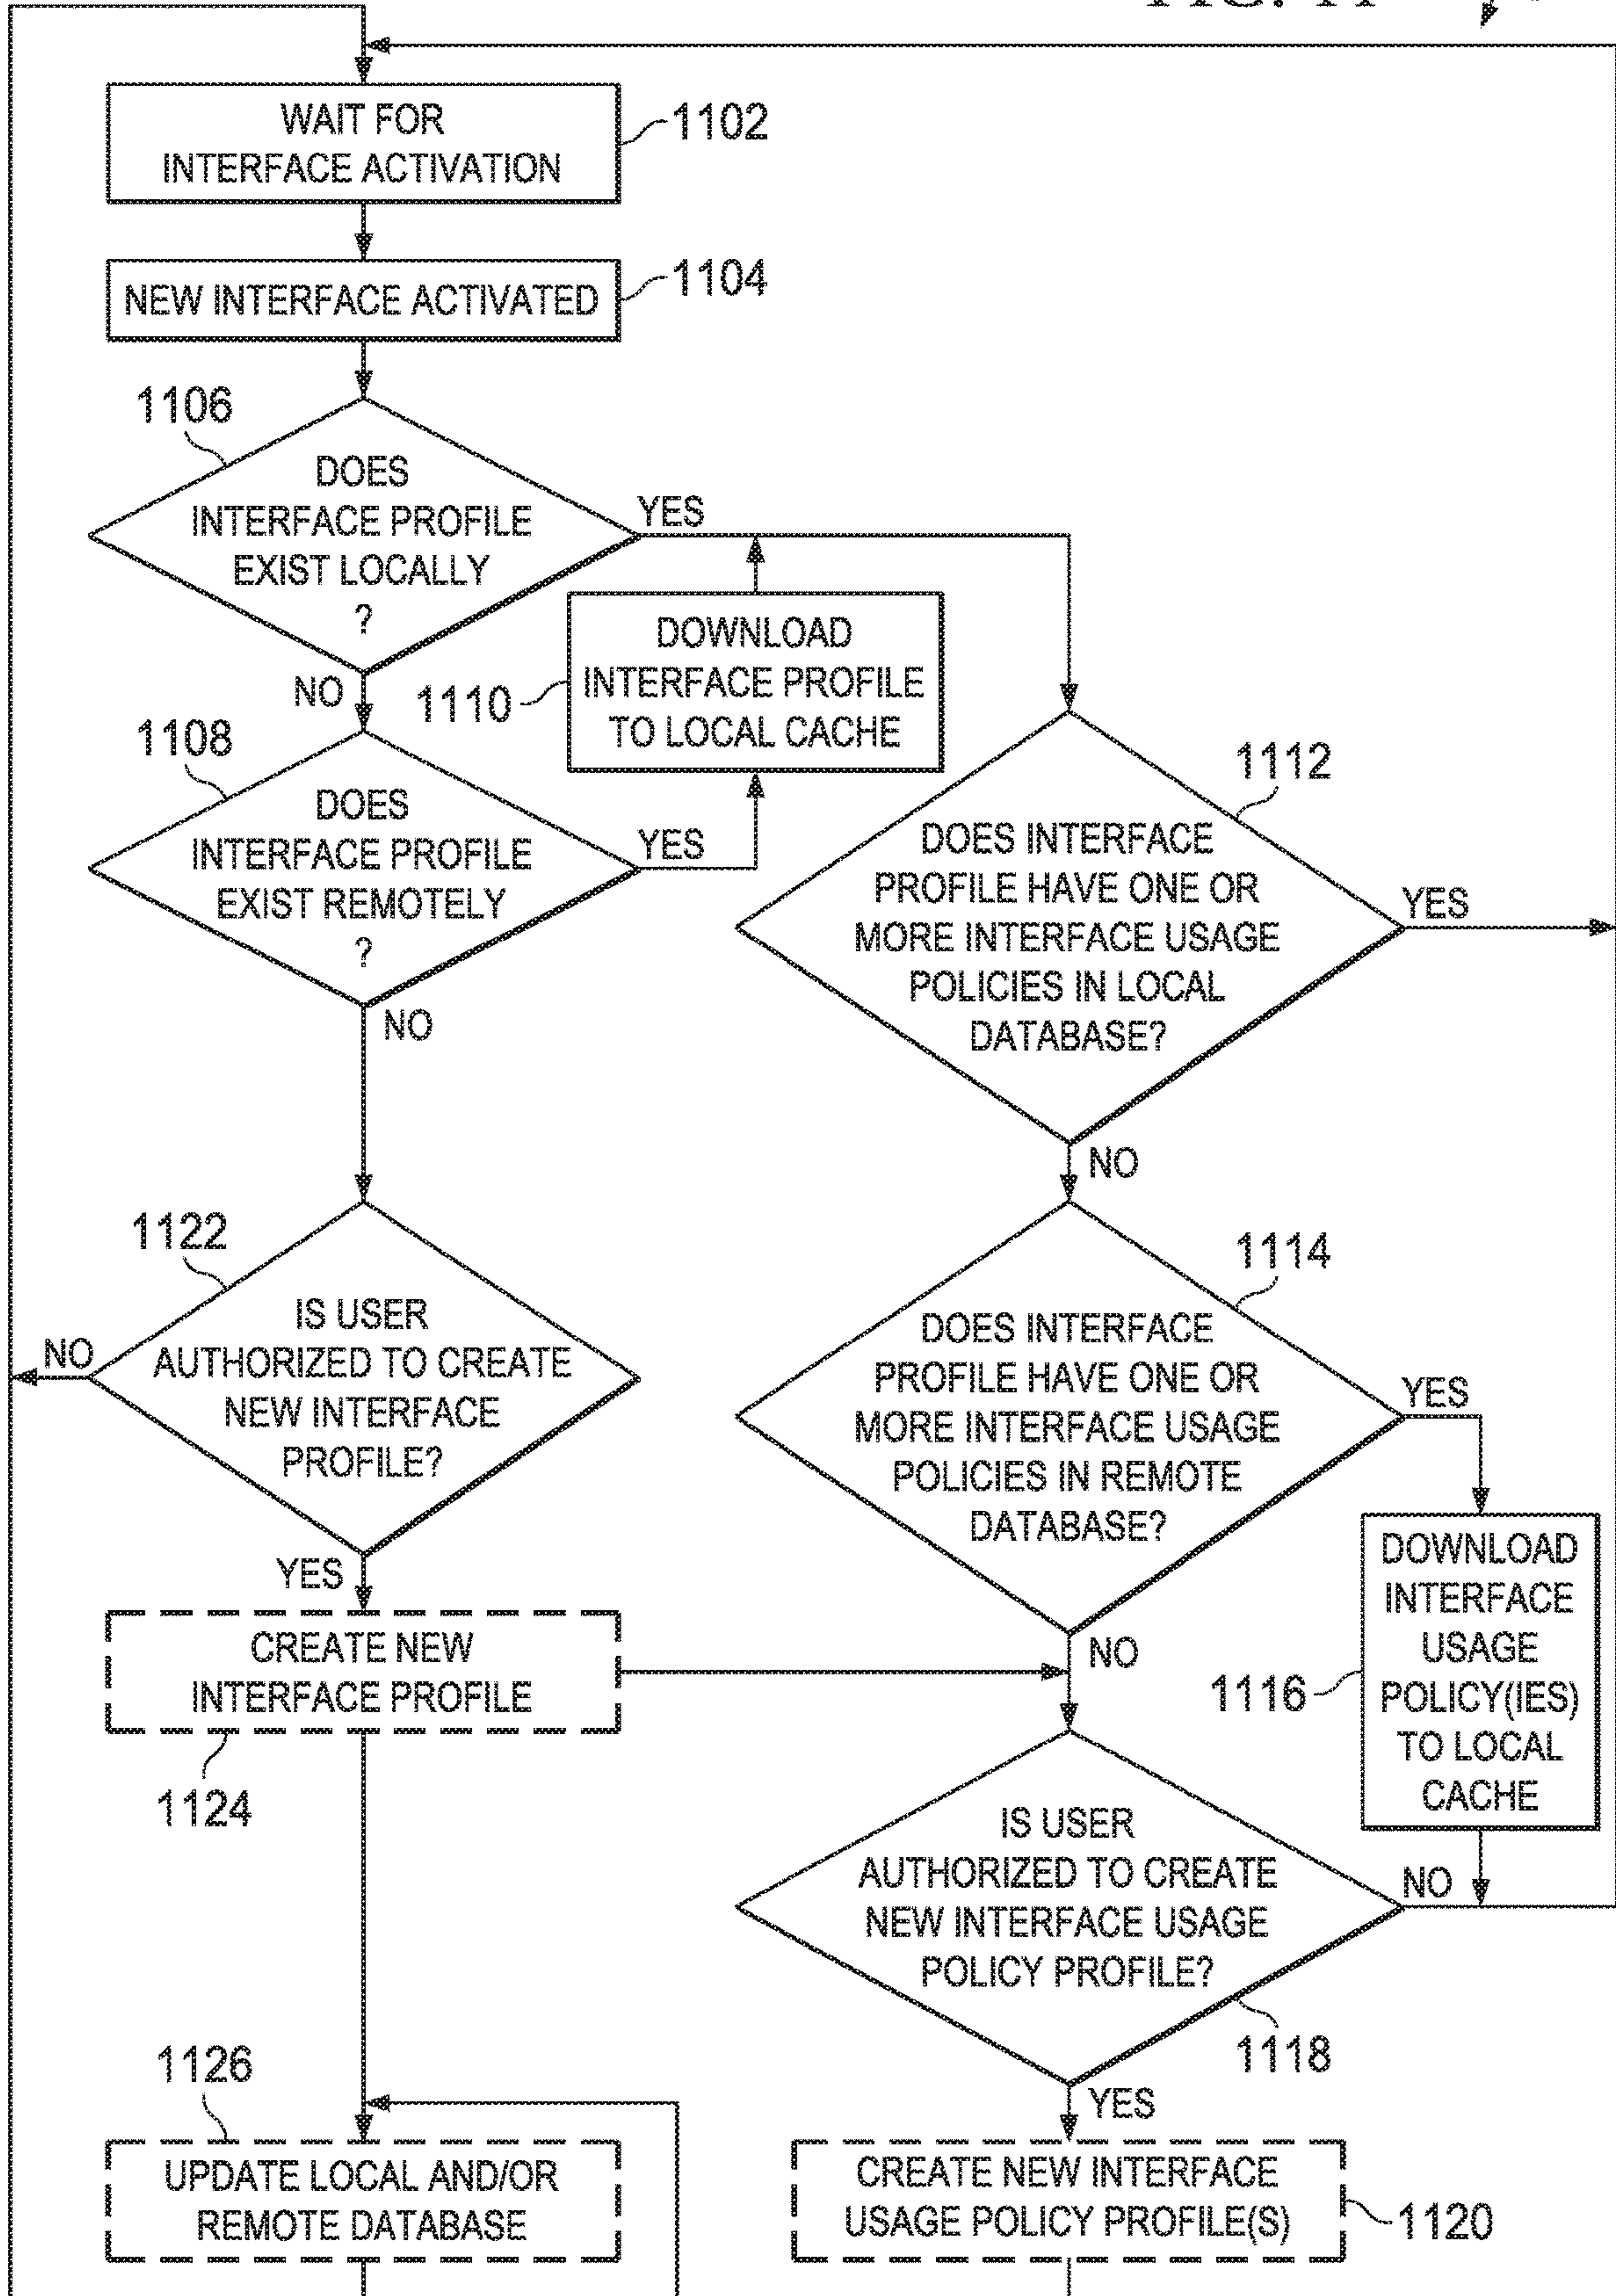 FIG. 11
WAIT FOR
INTERFACE ACTIVATION
1102
NEW INTERFACE ACTIVATED
1104
1106
DOES
INTERFACE PROFILE
EXIST LOCALLY
?
YES
NO
DOWNLOAD
INTERFACE PROFILE
TO LOCAL CACHE
1110
1108
DOES
INTERFACE PROFILE
EXIST REMOTELY
?
YES
NO
1112
DOES INTERFACE
PROFILE HAVE ONE OR
MORE INTERFACE USAGE
POLICIES IN LOCAL
DATABASE?
YES
NO
1122
IS USER
AUTHORIZED TO CREATE
NEW INTERFACE
PROFILE?
NO
YES
1114
DOES INTERFACE
PROFILE HAVE ONE OR
MORE INTERFACE USAGE
POLICIES IN REMOTE
DATABASE?
YES
NO
DOWNLOAD
INTERFACE
USAGE
POLICY(IES)
TO LOCAL
CACHE
1116
CREATE NEW
INTERFACE PROFILE
1124
IS USER
AUTHORIZED TO CREATE
NEW INTERFACE USAGE
POLICY PROFILE?
NO
1118
YES
1126
UPDATE LOCAL AND/OR
REMOTE DATABASE
CREATE NEW INTERFACE
USAGE POLICY PROFILE(S)
1120